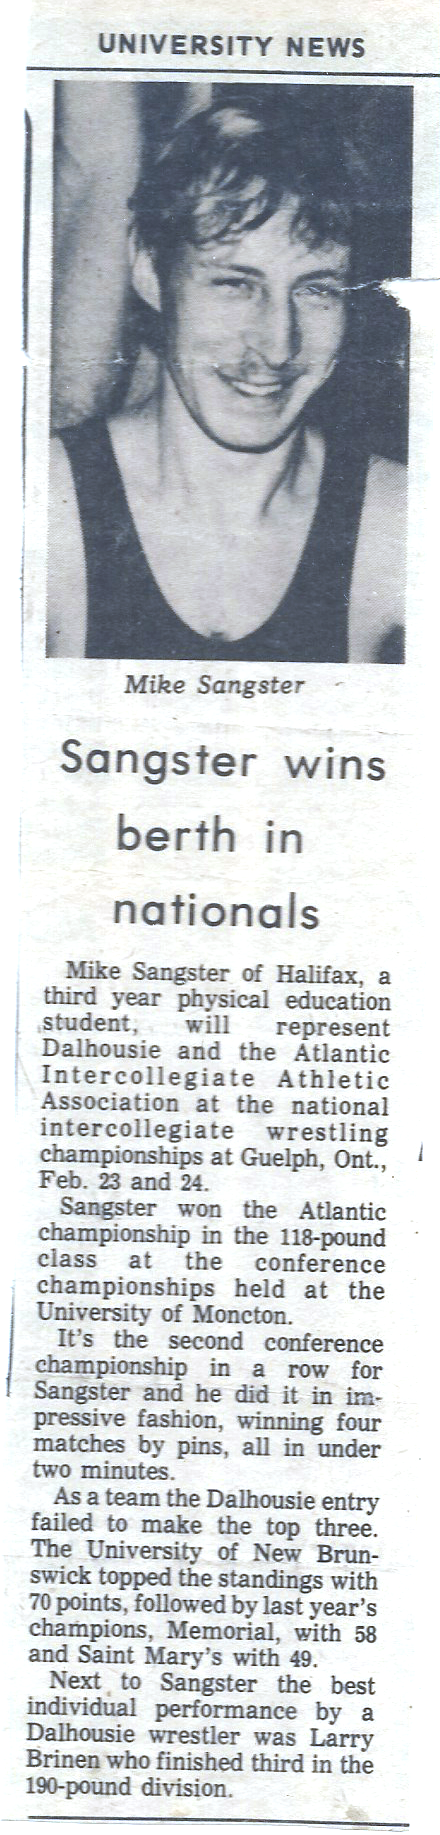 UNIVERSITY NEWS
Mike Sangster
Sangster wins
berth in
nationals
Mike Sangster of Halifax, a
third year physical education
student, will represent
Dalhousie and the Atlantic
Intercollegiate Athletic
Association at the national
intercollegiate wrestling
championships at Guelph, Ont.,
Feb. 23 and 24.
Sangster won the Atlantic
championship in the 118-pound
class at the conference
championships held at the
University of Moncton.
It's the second conference
championship in a row for
Sangster and he did it in im-
pressive fashion, winning four
matches by pins, all in under
two minutes.
As a team the Dalhousie entry
failed to make the top three.
The University of New Brun-
swick topped the standings with
70 points, followed by last year's
champions, Memorial, with 58
and Saint Mary's with 49.
Next to Sangster the best
individual performance by a
Dalhousie wrestler was Larry
Brinen who finished third in the
190-pound division.